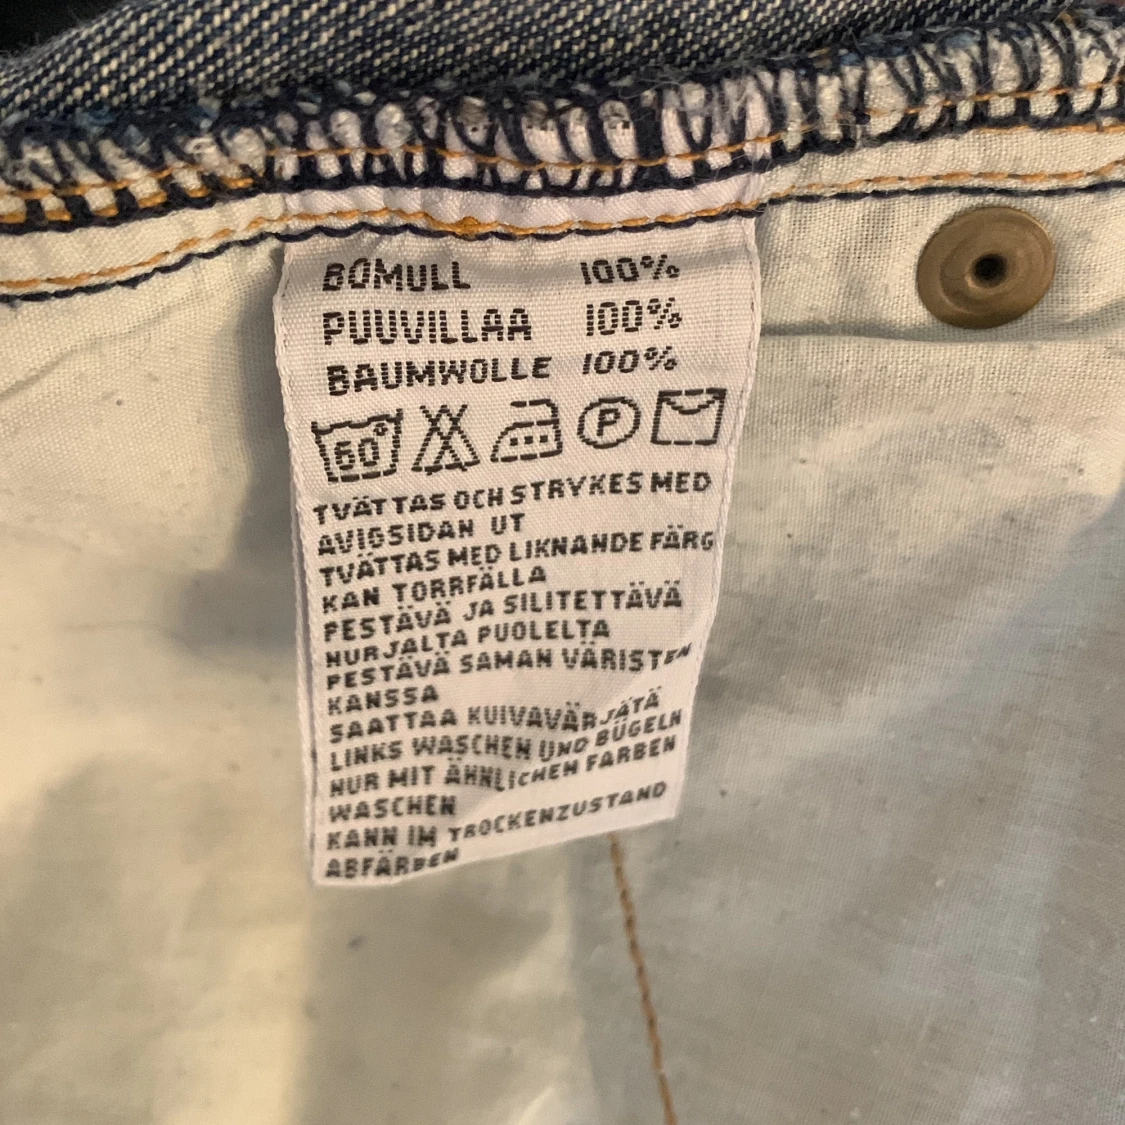 BOMULL 100%
PUUVILLAA 100%
BAUMWOLLE 100%
60° P
TVÄTTAS OCH STRYKES MED
AVIGSIDAN UT
TVÄTTAS MED LIKNANDE FÄRG
KAN TORRFÄLLA
PESTÄVÄ JA SILITETTÄVÄ
NURJALTA PUOLELTA
PESTÄVÄ SAMAN VÄRISTEN
KANSSA
SAATTAA KUIVAVÄRJÄTÄ
LINKS WASCHEN UND BÜGELN
NUR MIT ÄHNLICHEN FARBEN
WASCHEN
KANN IM TROCKENZUSTAND
ABFÄRBEN